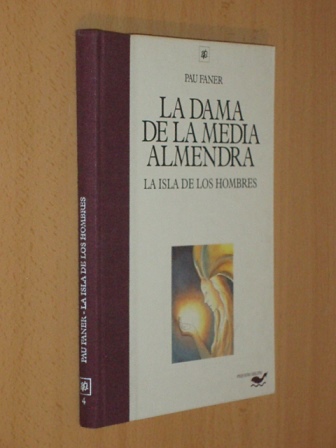 PAU FANER
LA DAMA
DE LA MEDIA
ALMENDRA
LA ISLA DE LOS HOMBRES
PAU FANER - LA ISLA DE LOS HOMBRES
4